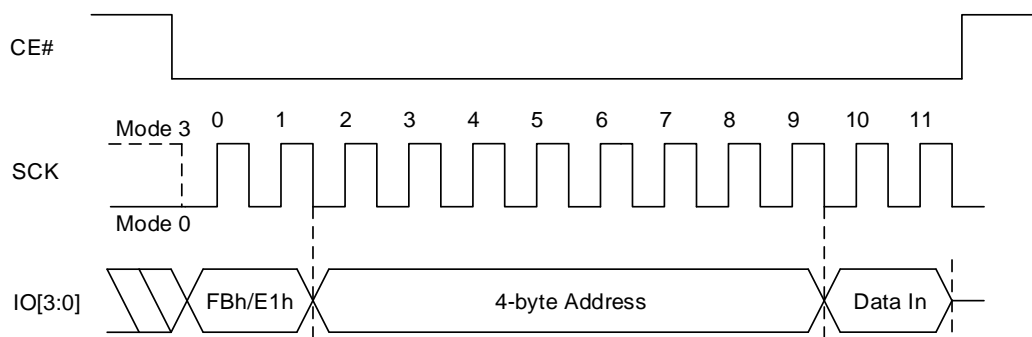 CE#
0 1 2 3 4 5 6 7 8 9 10 11
Mode 3
SCK
Mode 0
IO[3:0] FBh/E1h 4-byte Address Data In